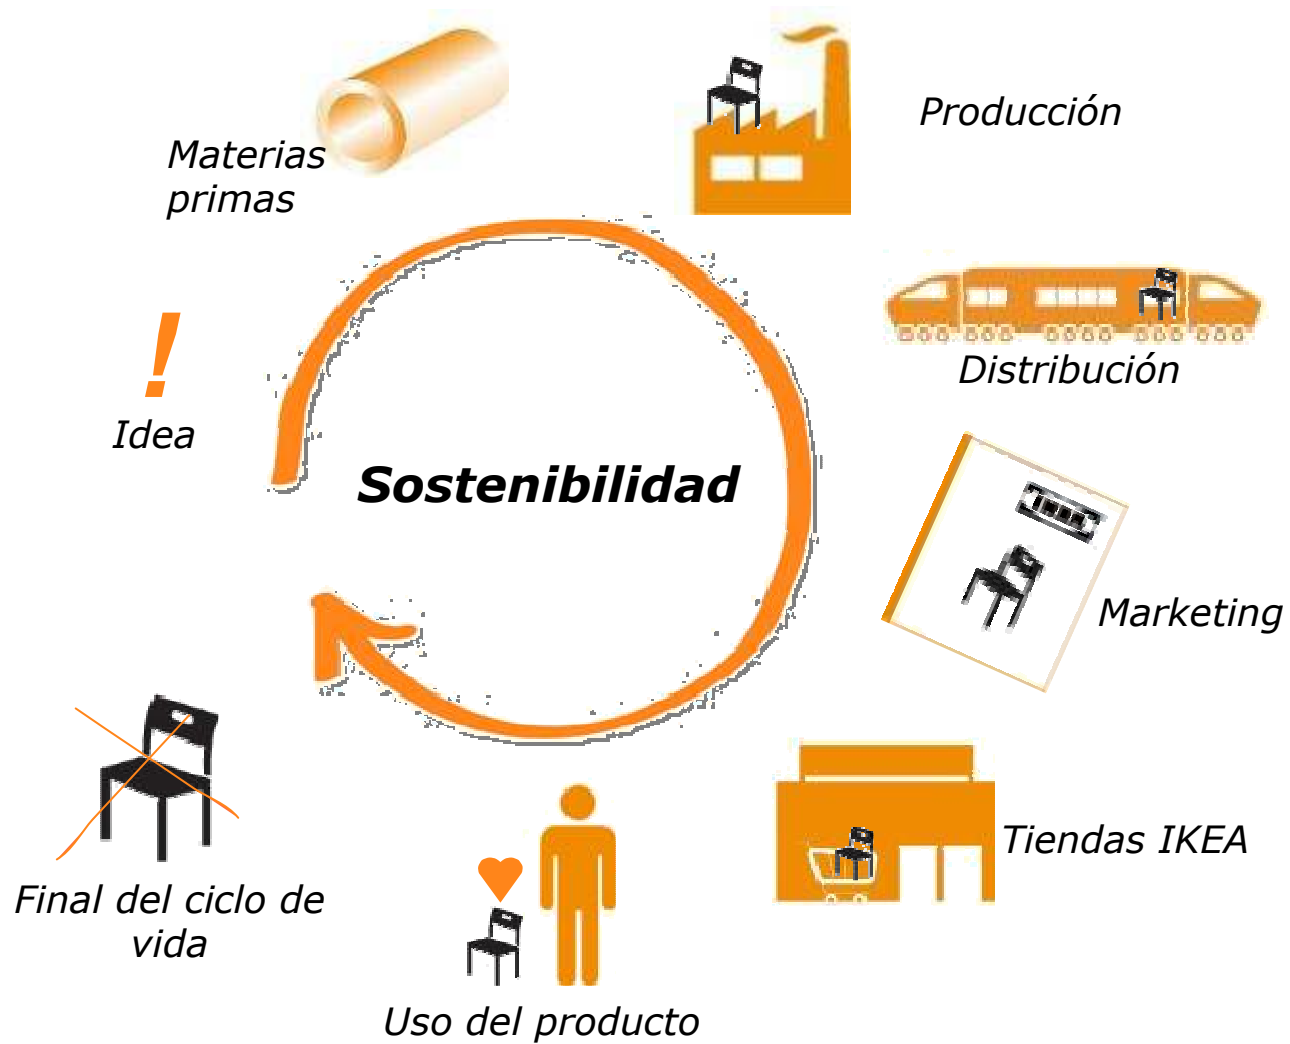 Materias
primas
Producción
Distribución
!
Idea
Sostenibilidad
Marketing
Tiendas IKEA
Final del ciclo de
vida
Uso del producto